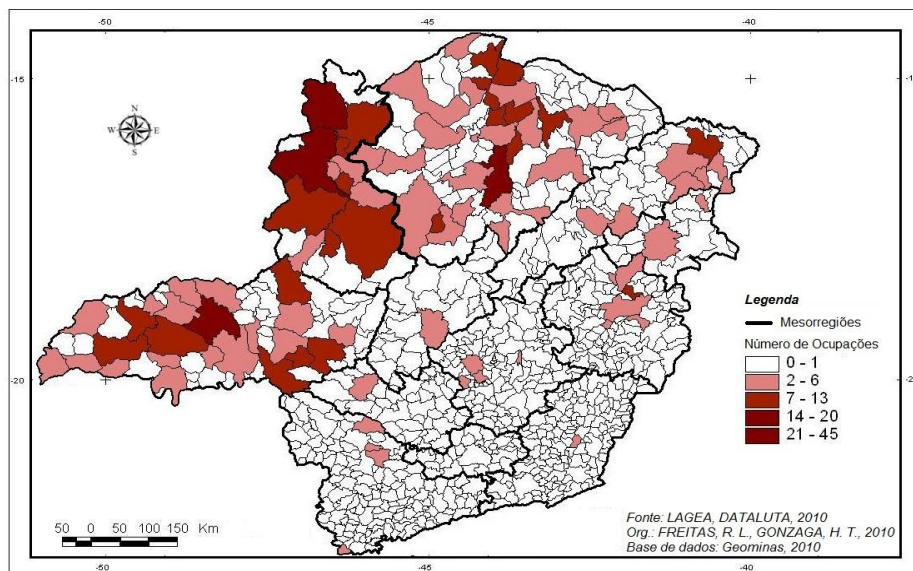 -50
-45
-40
-15
-15
N
W E
S
Legenda
Mesorregiões
Número de Ocupações
0 - 1
2 - 6
7 - 13
14 - 20
21 - 45
-20
50 0 50 100 150 Km
Fonte: LAGEA, DATALUTA, 2010
Org.: FREITAS, R. L., GONZAGA, H. T., 2010
Base de dados: Geominas, 2010
-50
-45
-40